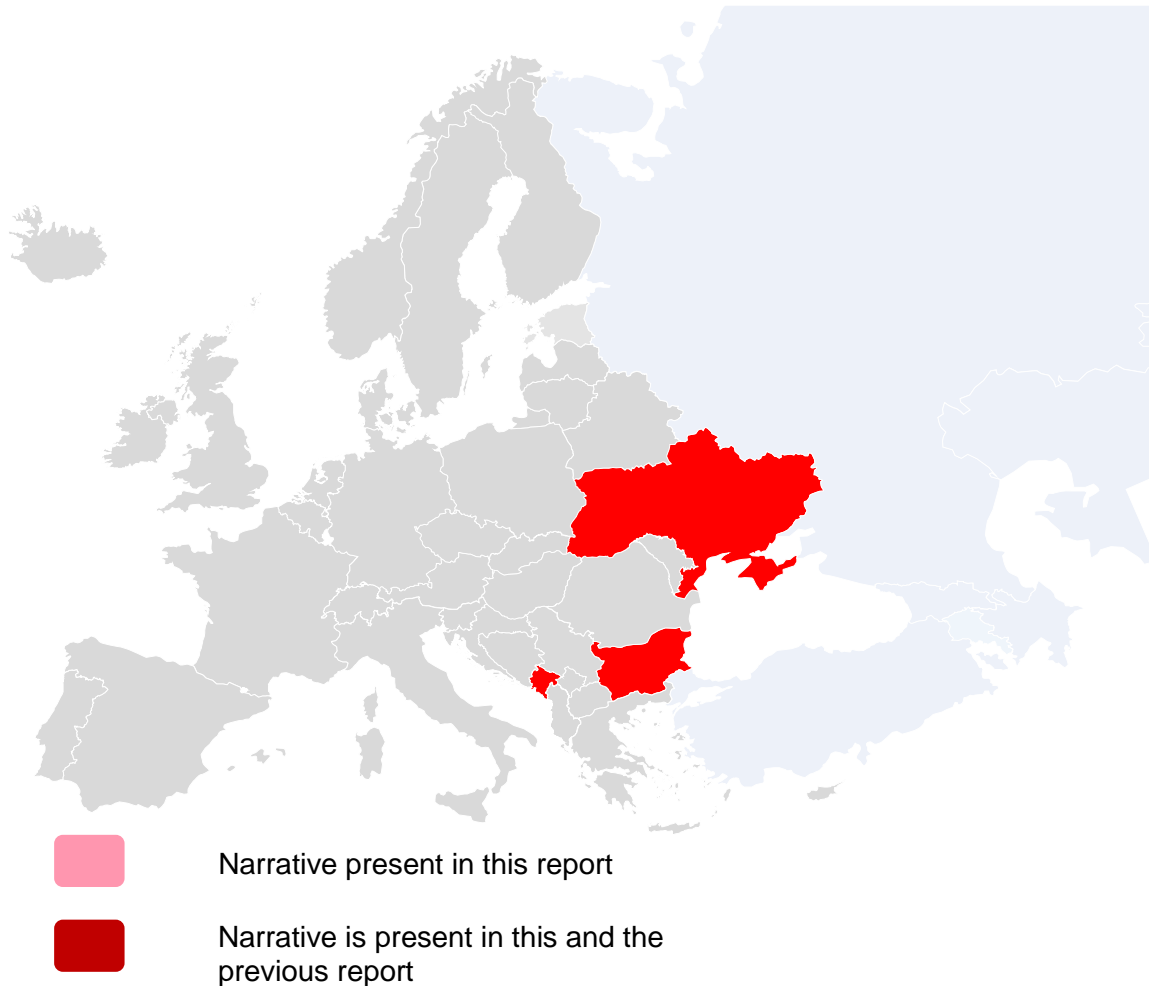 Narrative present in this report
Narrative is present in this and the
previous report